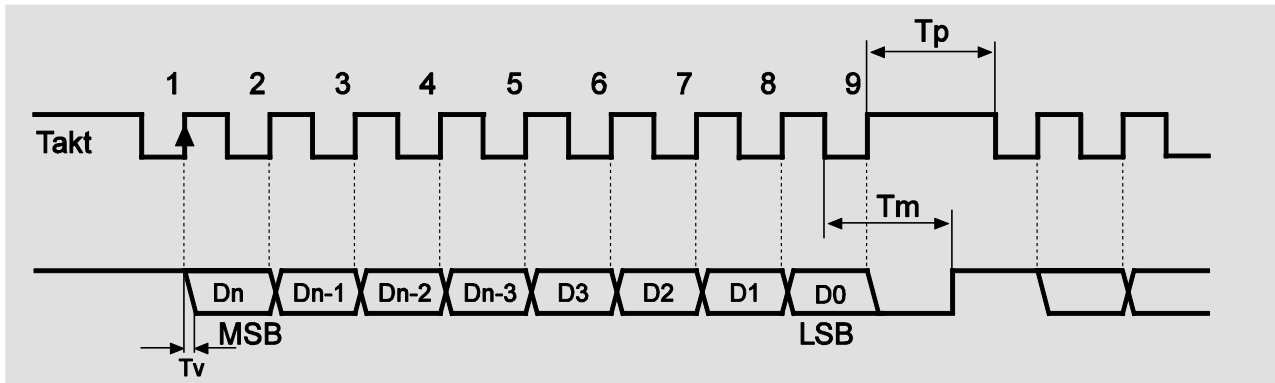 Tp
1 2 3 4 5 6 7 8 9
Takt
Tm
Dn Dn-1 Dn-2 Dn-3 D3 D2 D1 D0
MSB LSB
Tv